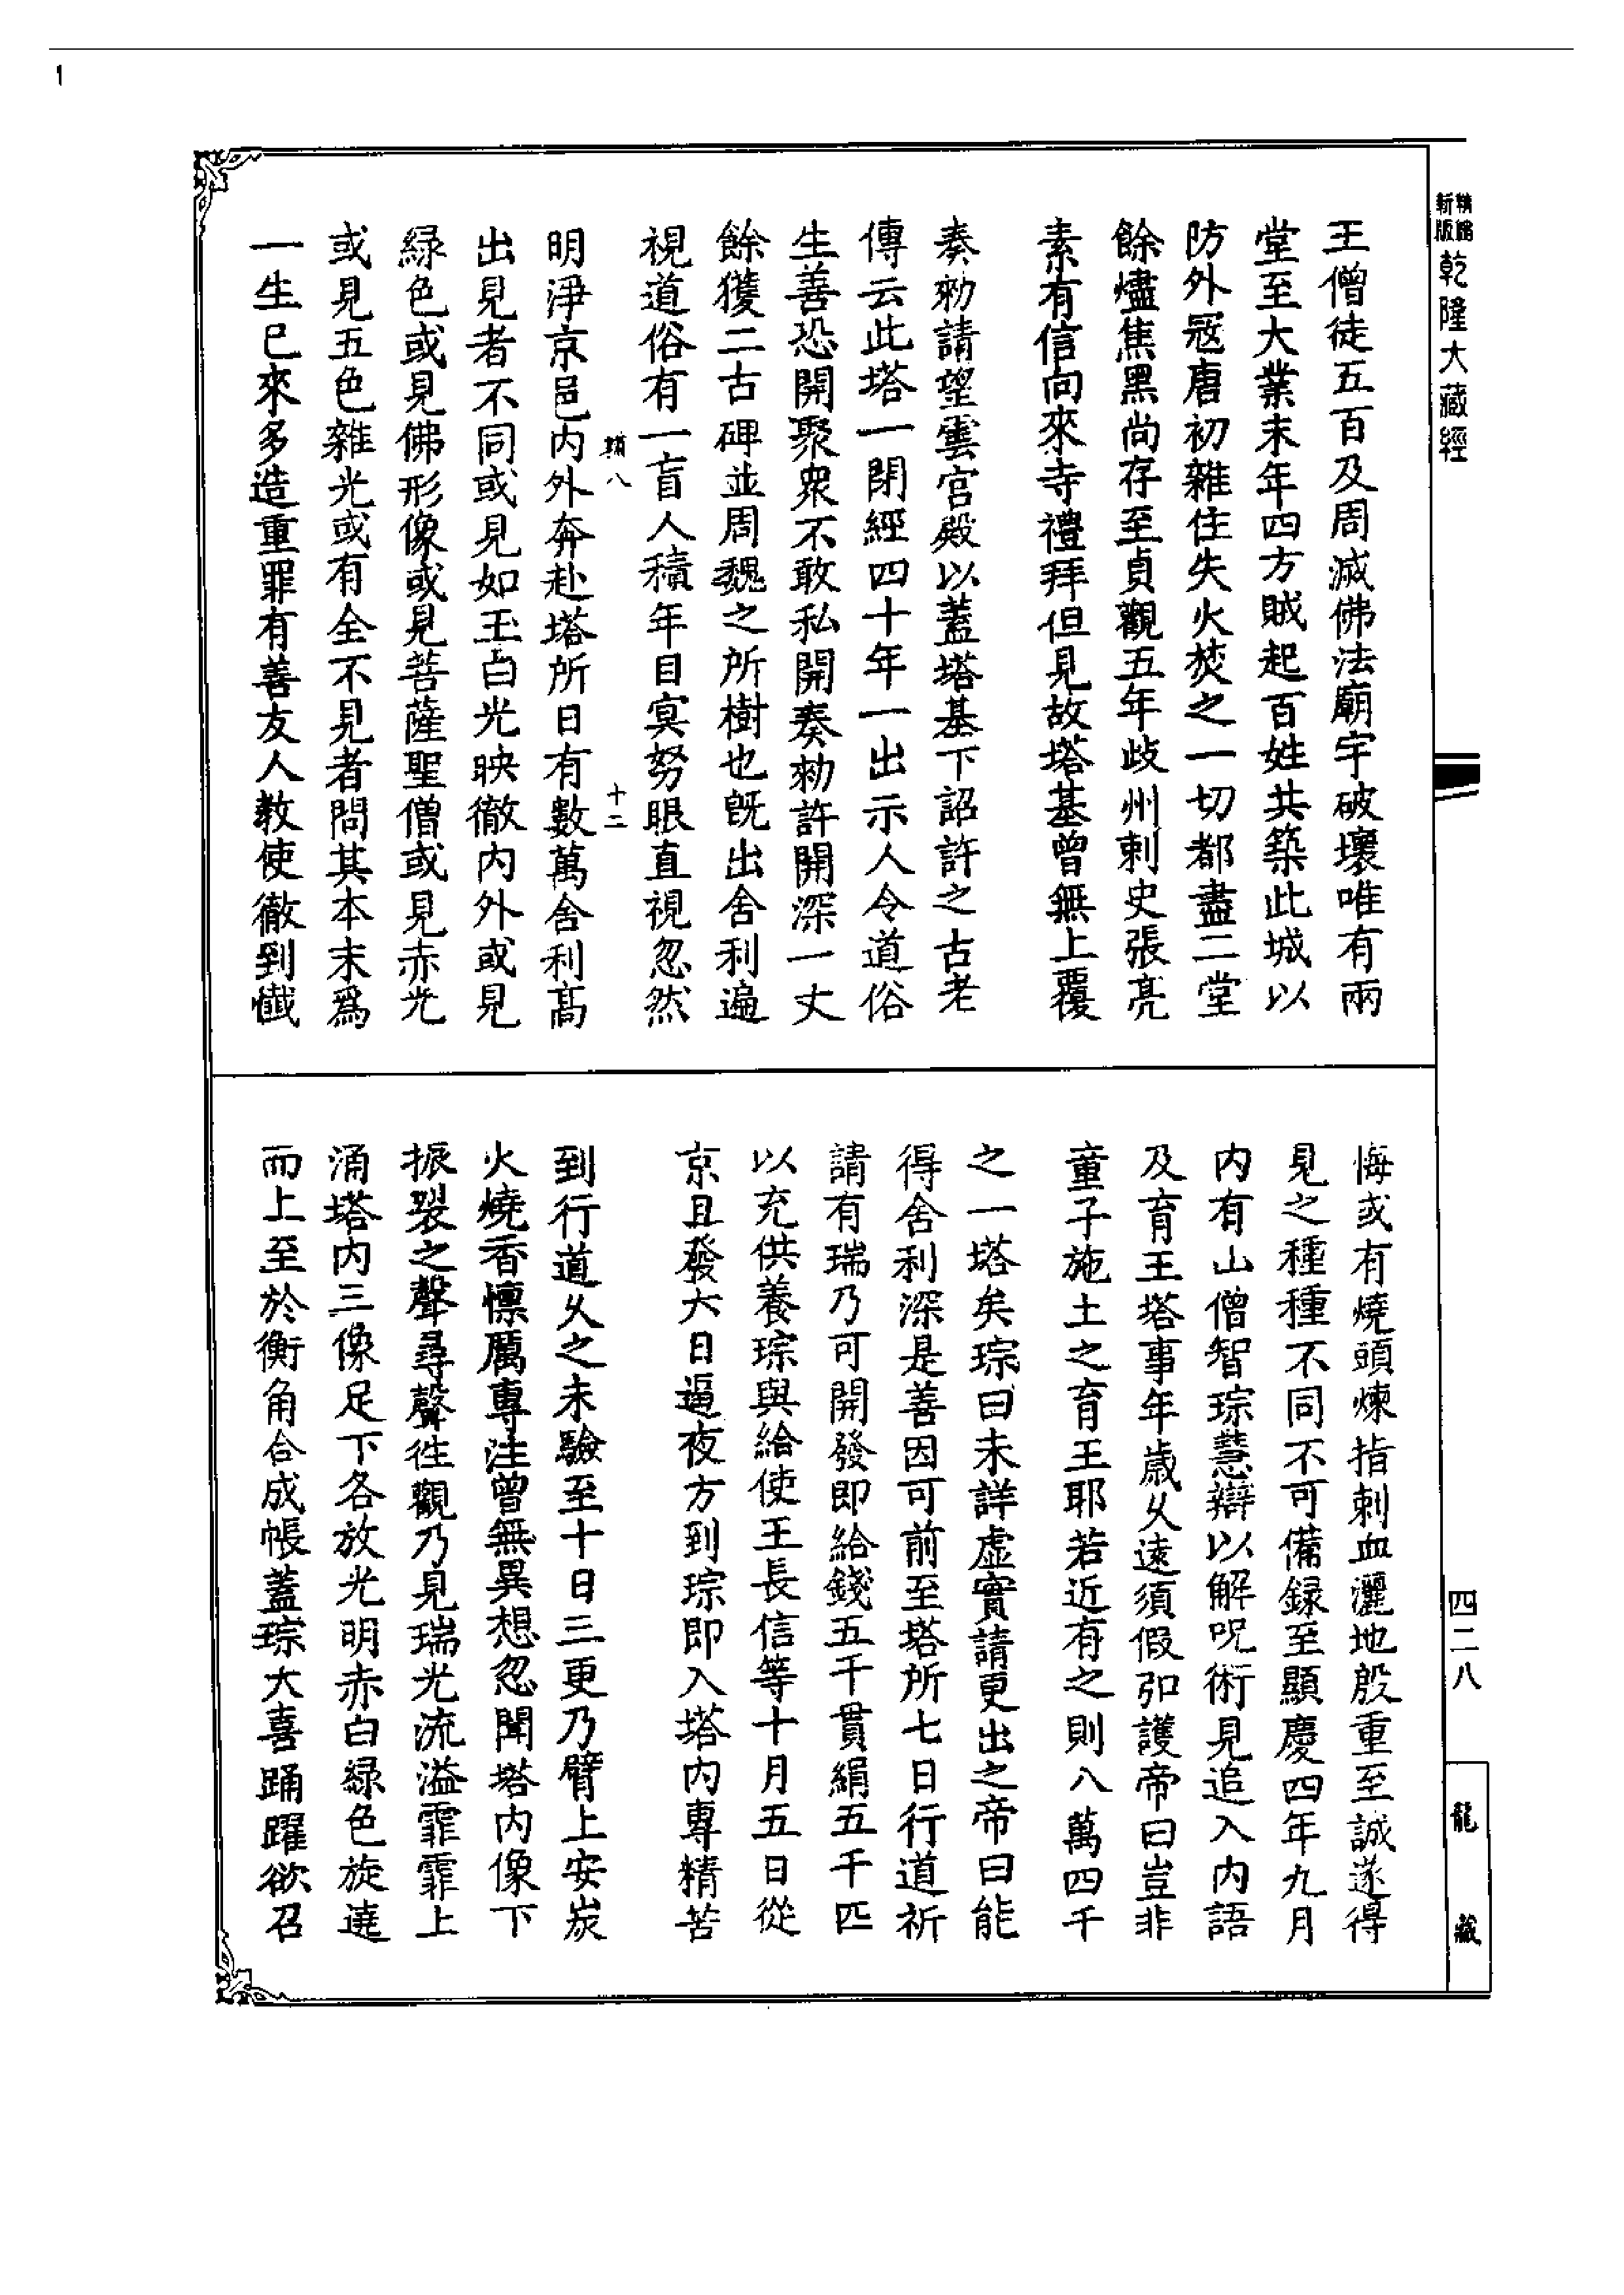 新版精縮
乾隆大藏經
王僧徒五百及周滅佛法廟宇破壞唯有兩
堂至大業末年四方賊起百姓共築此城以
防外冦唐初雜住失火焚之一切都盡二堂
餘燼焦黑尚存至貞觀五年歧州刺史張亮
素有信向來寺禮拜但見故塔基曾無上覆
奏勑請望雲宮殿以蓋塔基下詔許之古老
傳云此塔一閉經四十年一出示人令道俗
生善恐開聚衆不敢私開奏勑許開深一丈
餘獲二古碑並周魏之所樹也旣出舍利遍
視道俗有一盲人積年目冥努眼直視忽然
八
十二
明淨京邑內外奔赴塔所日有數萬舍利高
出見者不同或見如玉白光映徹內外或見
綠色或見佛形像或見菩薩聖僧或見赤光
或見五色雜光或有全不見者問其本末爲
一生已來多造重罪有善友人教使徹到懺
悔或有燒頭煉指刺血灑地殷重至誠遂得
見之種種不同不可備録至顯慶四年九月
内有山僧智琮慧辯以解呪術見追入內語
及育王塔事年歲乆遠須假弘護帝曰豈非
童子施土之育王耶若近有之則八萬四千
之一塔矣琮曰未詳虛實請更出之帝曰能
得舍利深是善因可前至塔所七日行道祈
請有瑞乃可開發即給錢五千貫絹五千匹
以充供養琮與給使王長信等十月五日從
京旦發六日逼夜方到琮即入塔內專精苦
到行道乆之未驗至十日三更乃臂上安炭
火燒香懍厲專注曾無異想忽聞塔內像下
振裂之聲尋聲往觀乃見瑞光流溢霏霏上
涌塔內三像足下各放光明赤白綠色旋遶
而上至於衡角合成帳蓋琮大喜踊躍欲召
四二八
龍藏